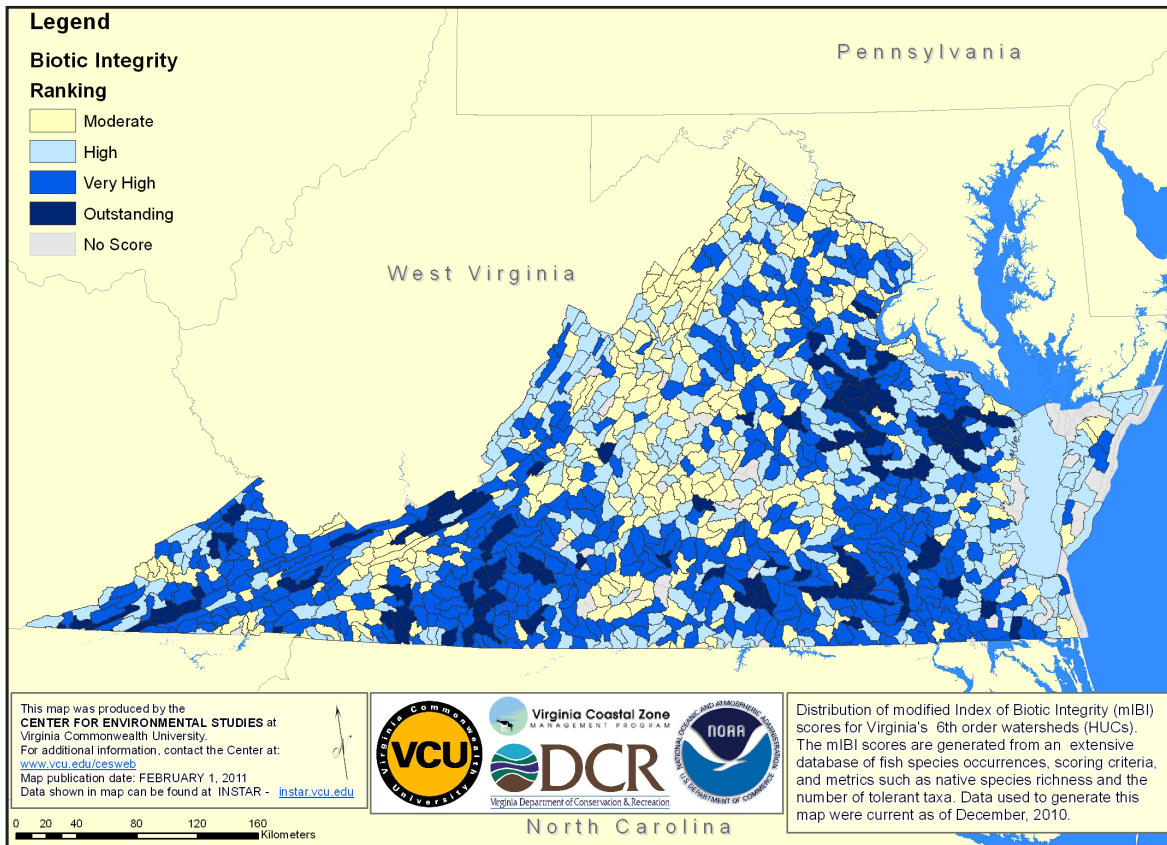 Legend
Biotic Integrity
Ranking
Moderate
High
Very High
Outstanding
No Score
Pennsylvania
West Virginia
This map was produced by the
CENTER FOR ENVIRONMENTAL STUDIES at
Virginia Commonwealth University.
For additional information, contact the Center at:
www.vcu.edu/cesweb
Map publication date: FEBRUARY 1, 2011
Data shown in map can be found at INSTAR - instar.vcu.edu
0 20 40 80 120 160
Kilometers
Virginia Commonwealth
VCU
University
Virginia Coastal Zone
MANAGEMENT PROGRAM
DCR
Virginia Department of Conservation & Recreation
NATIONAL OCEANIC AND ATMOSPHERIC ADMINISTRATION
NOAA
U.S. DEPARTMENT OF COMMERCE
North Carolina
Distribution of modified Index of Biotic Integrity (mIBI)
scores for Virginia's 6th order watersheds (HUCs).
The mIBI scores are generated from an extensive
database of fish species occurrences, scoring criteria,
and metrics such as native species richness and the
number of tolerant taxa. Data used to generate this
map were current as of December, 2010.